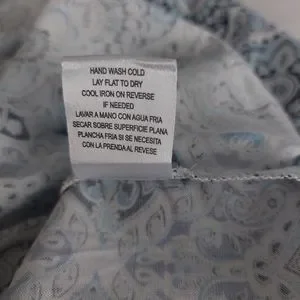 HAND WASH COLD
LAY FLAT TO DRY
COOL IRON ON REVERSE
IF NEEDED
LAVAR A MANO CON AGUA FRIA
SECAR SOBRE SUPERFICIE PLANA
PLANCHA FRIA SI SE NECESITA
CON LA PRENDA AL REVESE